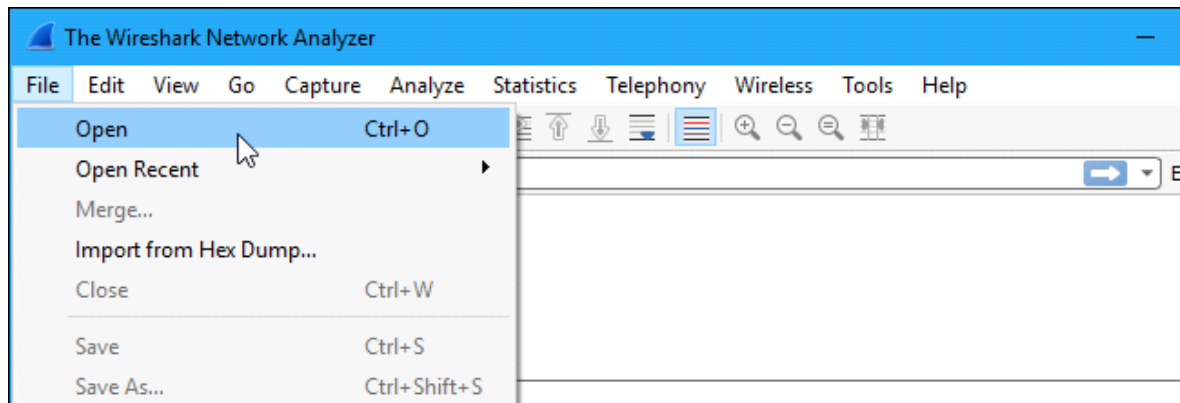 The Wireshark Network Analyzer
File Edit View Go Capture Analyze Statistics Telephony Wireless Tools Help
Open Ctrl+O
Open Recent
Merge...
Import from Hex Dump...
Close Ctrl+W
Save Ctrl+S
Save As... Ctrl+Shift+S